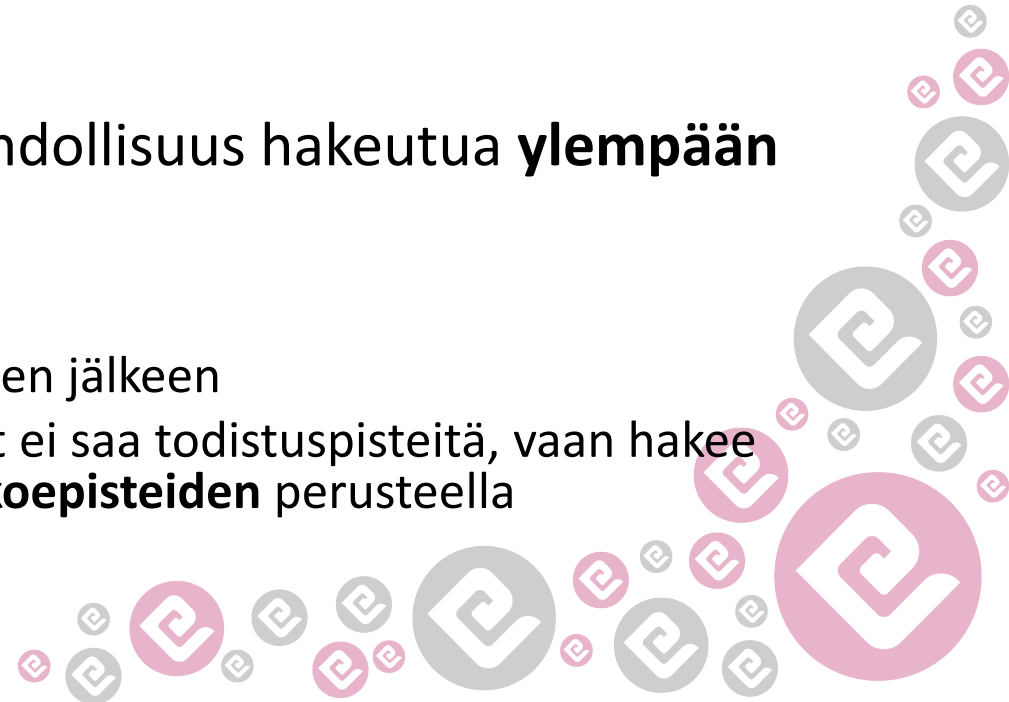 ndollisuus hakeutua ylempään
en jälkeen
t ei saa todistuspisteitä, vaan hakee
koepisteiden perusteella